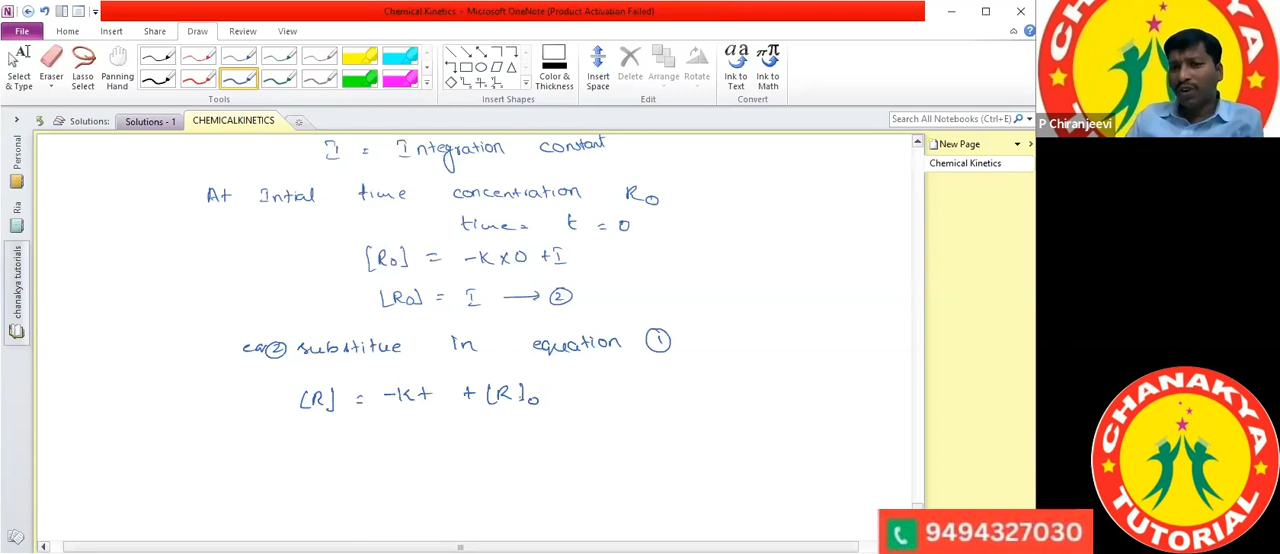 Chemical Kinetics - Microsoft OneNote (Product Activation Failed)
File Home Insert Share Draw Review View
Select & Type
Eraser
Lasso Select
Panning Hand
Color & Thickness
Insert Space
Delete
Arrange
Rotate
Ink to Text
Ink to Math
Tools
Insert Shapes
Edit
Convert
Solutions: Solutions - 1 CHEMICALKINETICS
Search All Notebooks (Ctrl+E)
New Page
Chemical Kinetics
Personal
Ria
chanakya tutorials
I = Integration constant
At Intial time concentration R0
time= t = 0
[R0] = -K×0 +I
[R0] = I → ②
eq② substitue in equation ①
[R] = -Kt + [R]0
P Chiranjeevi
CHANAKYA
TUTORIAL
9494327030